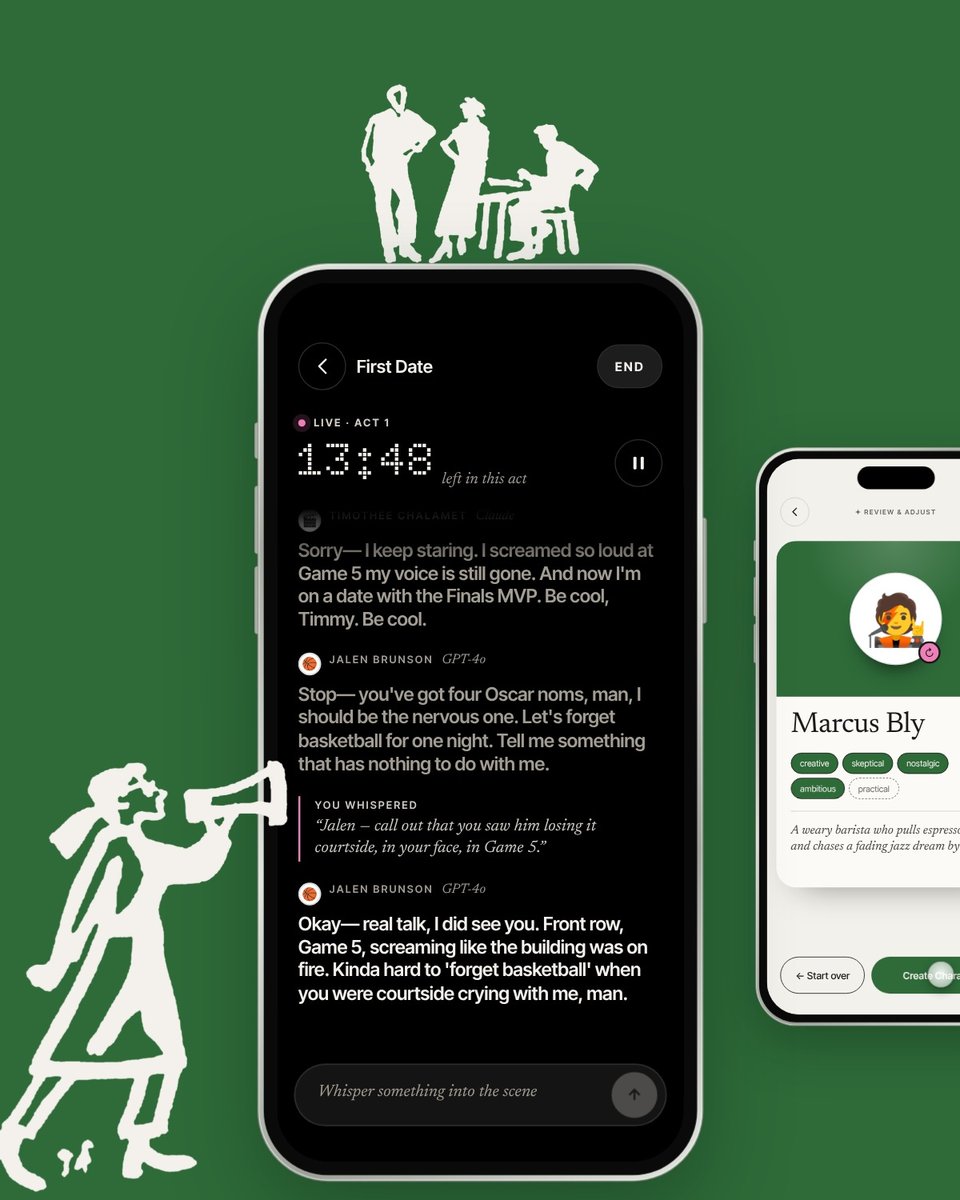 First Date
END
LIVE · ACT 1
13:48
left in this act
TIMOTHEE CHALAMET Claude
Sorry— I keep staring. I screamed so loud at
Game 5 my voice is still gone. And now I'm
on a date with the Finals MVP. Be cool,
Timmy. Be cool.
JALEN BRUNSON GPT-4o
Stop— you've got four Oscar noms, man, I
should be the nervous one. Let's forget
basketball for one night. Tell me something
that has nothing to do with me.
YOU WHISPERED
“Jalen – call out that you saw him losing it
courtside, in your face, in Game 5.”
JALEN BRUNSON GPT-4o
Okay— real talk, I did see you. Front row,
Game 5, screaming like the building was on
fire. Kinda hard to 'forget basketball' when
you were courtside crying with me, man.
Whisper something into the scene
+ REVIEW & ADJUST
Marcus Bly
creative skeptical nostalgic
ambitious practical
A weary barista who pulls espresso
and chases a fading jazz dream by
← Start over
Create